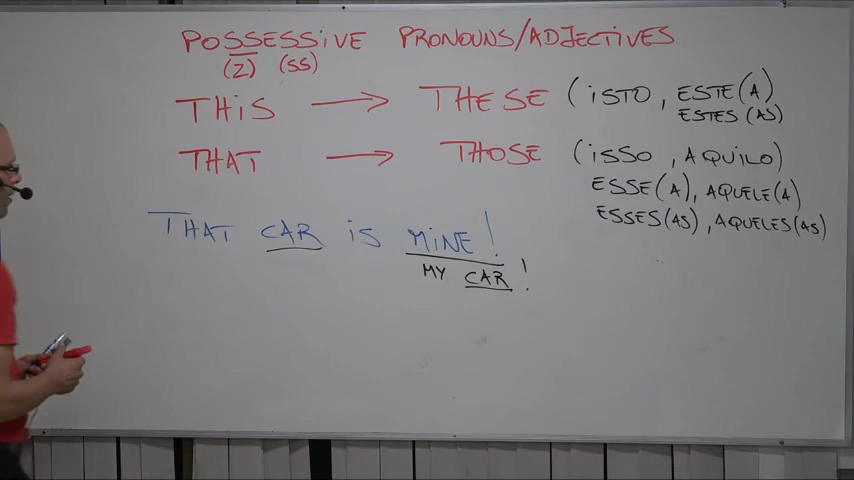 POSSESSIVE PRONOUNS/ADJECTIVES
(Z) (SS)
THIS → THESE (ISTO, ESTE(A)
ESTES(AS)
THAT → THOSE (ISSO, AQUILO)
ESSE(A), AQUELE(A)
ESSES(AS), AQUELES(AS)
THAT CAR IS MINE!
MY CAR!